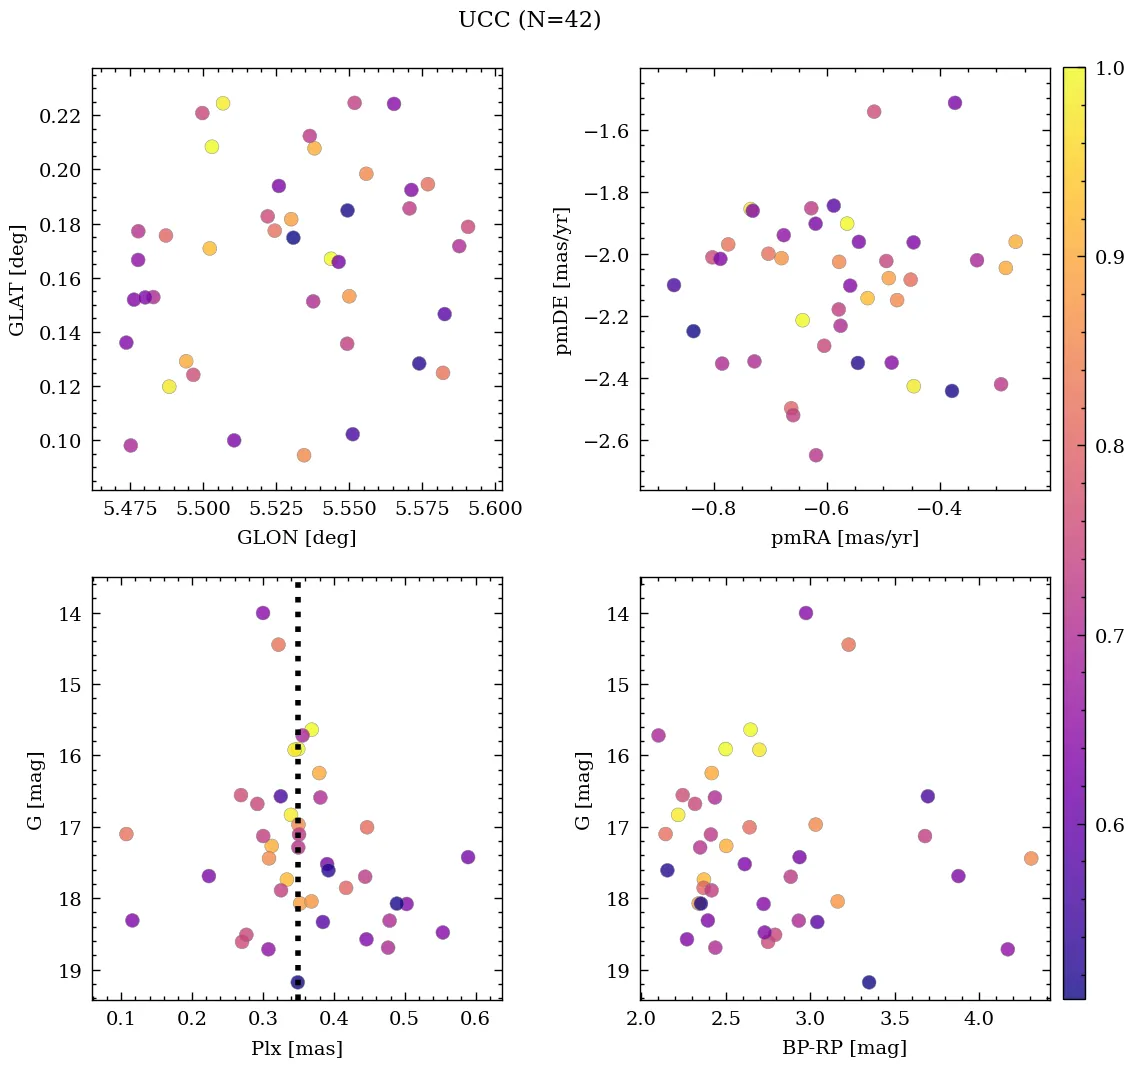 UCC (N=42)
0.22
0.20
0.18
0.16
0.14
0.12
0.10
GLAT [deg]
5.475 5.500 5.525 5.550 5.575 5.600
GLON [deg]
−1.6
−1.8
−2.0
−2.2
−2.4
−2.6
pmDE [mas/yr]
−0.8 −0.6 −0.4
pmRA [mas/yr]
1.0
0.9
0.8
0.7
0.6
14
15
16
17
18
19
G [mag]
0.1 0.2 0.3 0.4 0.5 0.6
Plx [mas]
14
15
16
17
18
19
G [mag]
2.0 2.5 3.0 3.5 4.0
BP-RP [mag]